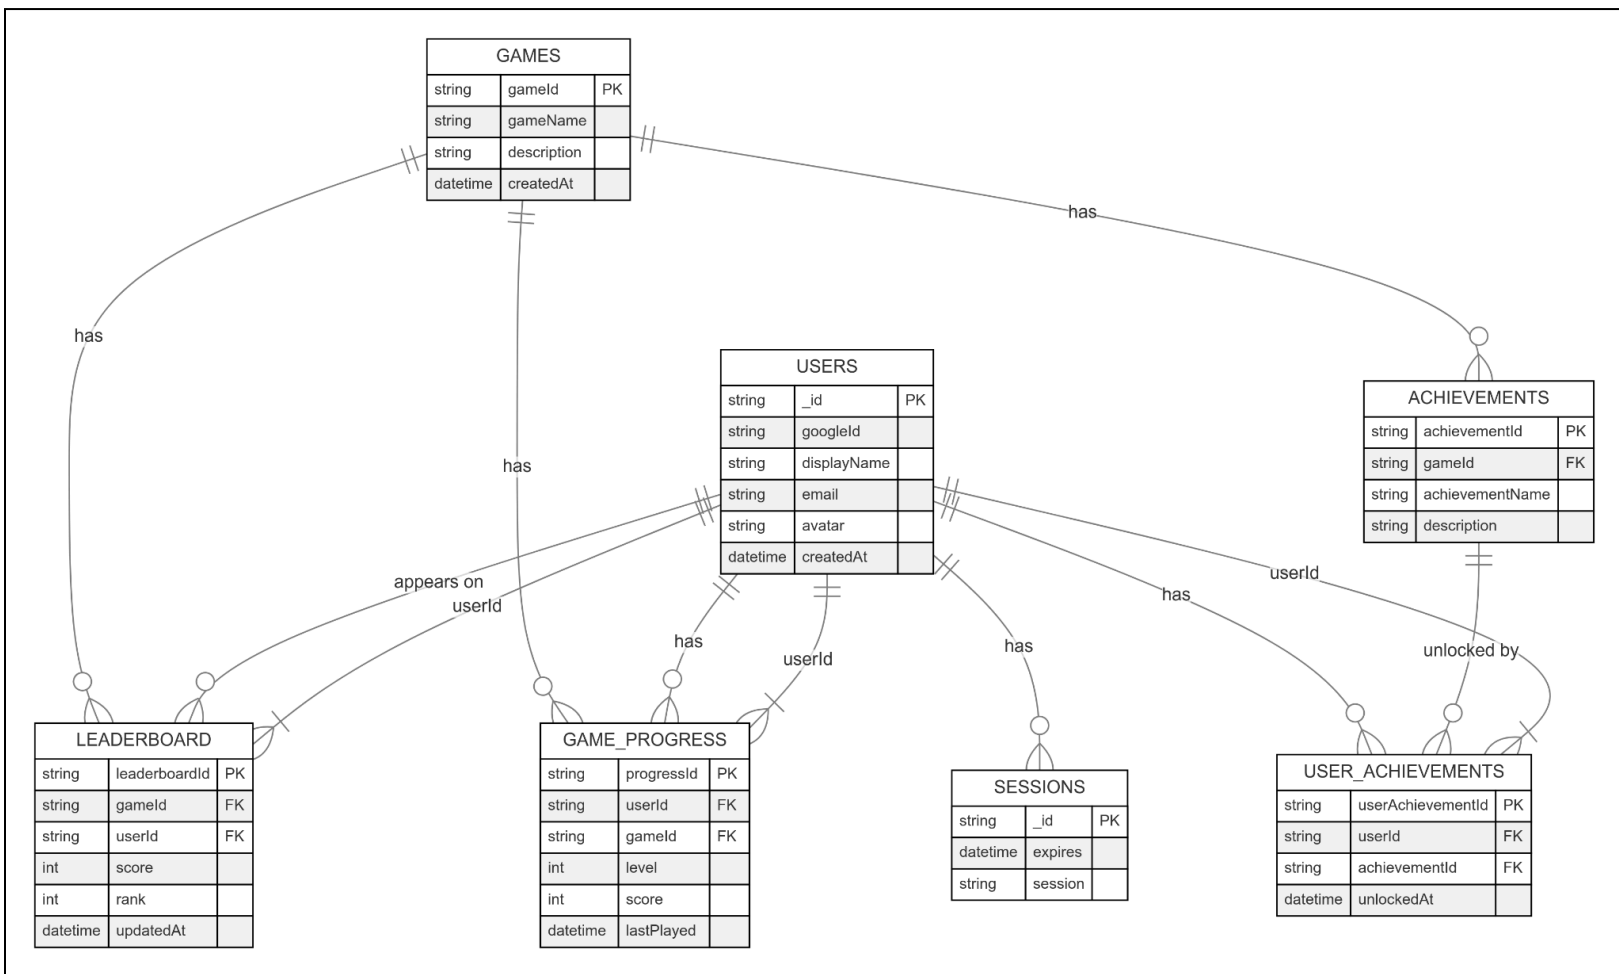 GAMES
string gameId PK
string gameName
string description
datetime createdAt
has
has
has
USERS
string _id PK
string googleId
string displayName
string email
string avatar
datetime createdAt
ACHIEVEMENTS
string achievementId PK
string gameId FK
string achievementName
string description
appears on
userId
has
userId
has
has
userId
unlocked by
LEADERBOARD
string leaderboardId PK
string gameId FK
string userId FK
int score
int rank
datetime updatedAt
GAME_PROGRESS
string progressId PK
string userId FK
string gameId FK
int level
int score
datetime lastPlayed
SESSIONS
string _id PK
datetime expires
string session
USER_ACHIEVEMENTS
string userAchievementId PK
string userId FK
string achievementId FK
datetime unlockedAt